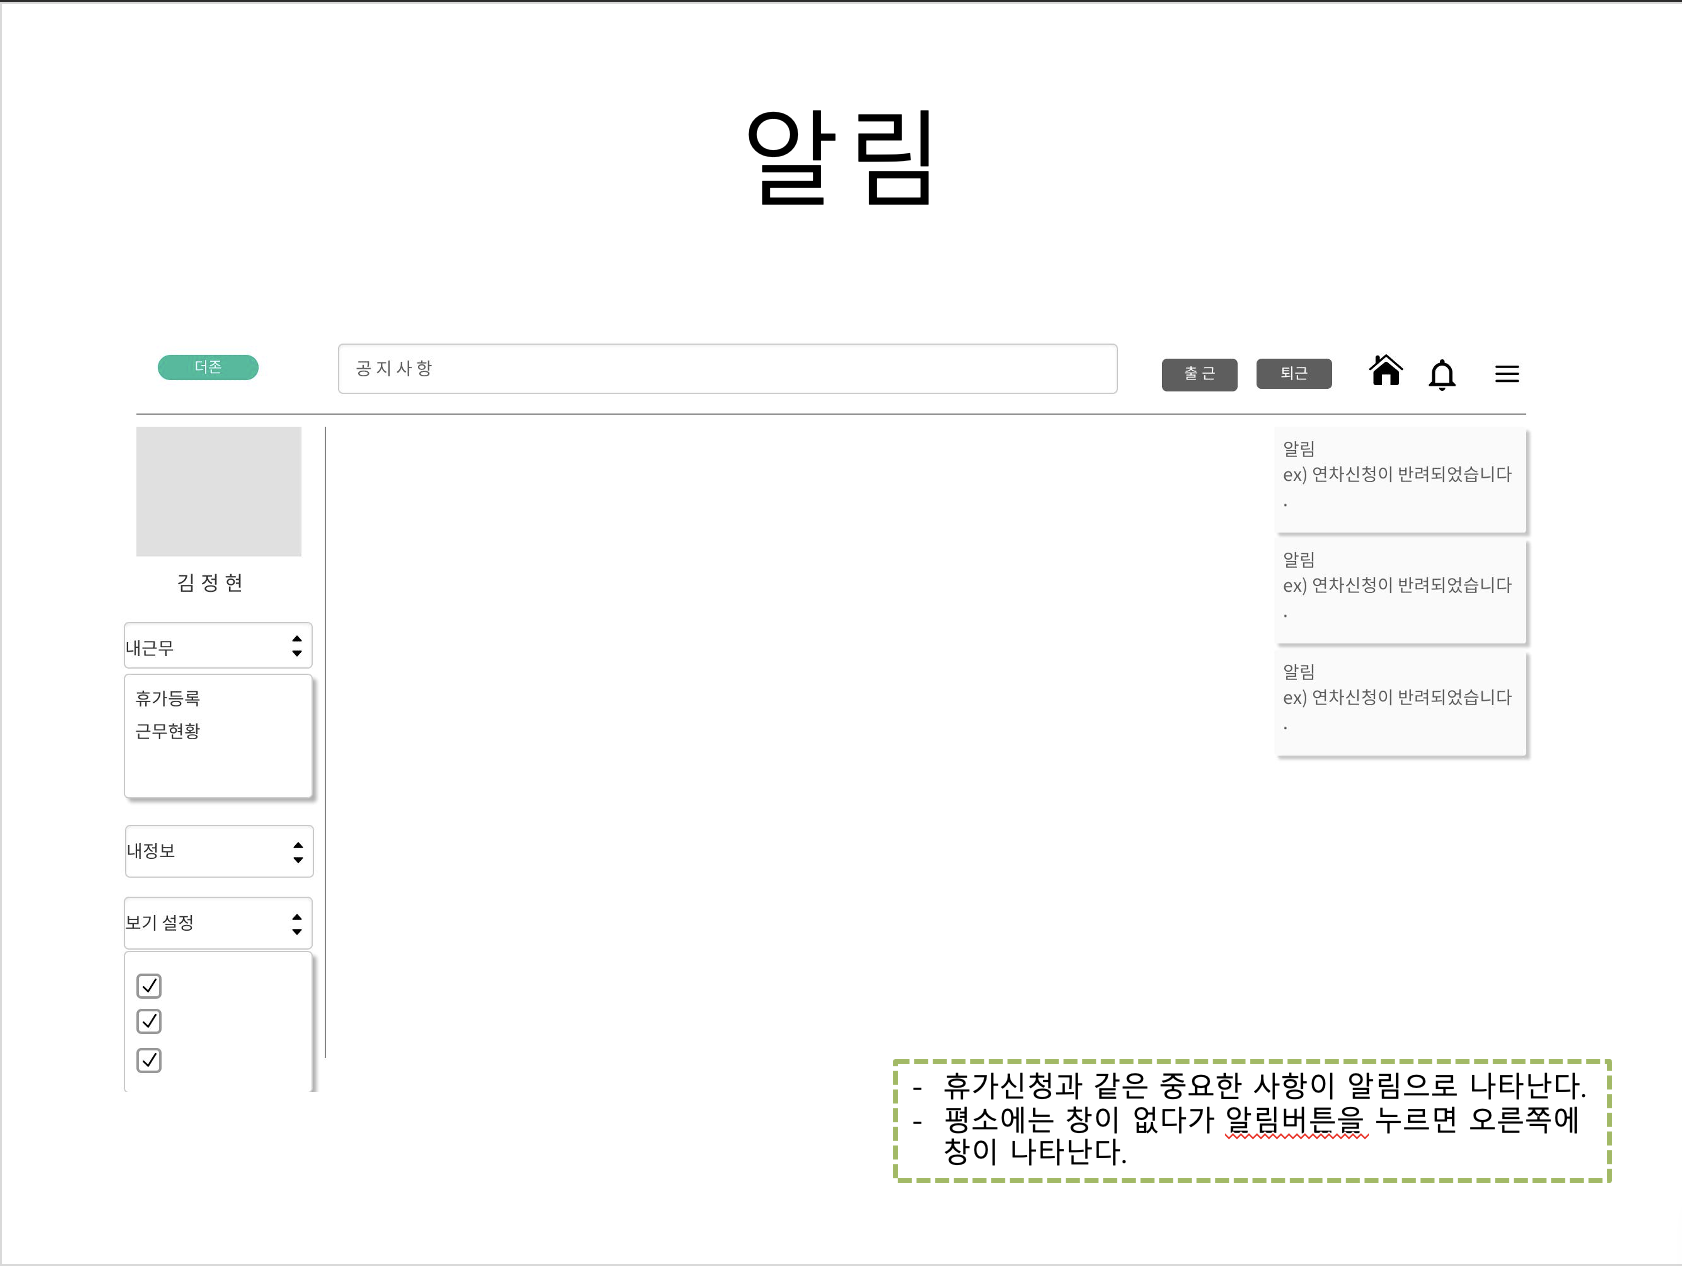 알림
더존
공지사항
출근
퇴근
알림
ex) 연차신청이 반려되었습니다
.
알림
ex) 연차신청이 반려되었습니다
.
알림
ex) 연차신청이 반려되었습니다
.
김정현
내근무
휴가등록
근무현황
내정보
보기 설정
- 휴가신청과 같은 중요한 사항이 알림으로 나타난다.
- 평소에는 창이 없다가 알림버튼을 누르면 오른쪽에
창이 나타난다.